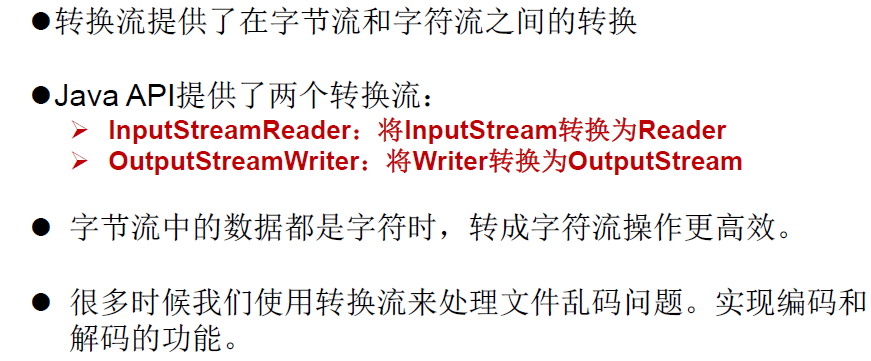 ●转换流提供了在字节流和字符流之间的转换
●Java API提供了两个转换流：
➢ InputStreamReader：将InputStream转换为Reader
➢ OutputStreamWriter：将Writer转换为OutputStream
● 字节流中的数据都是字符时，转成字符流操作更高效。
● 很多时候我们使用转换流来处理文件乱码问题。实现编码和
解码的功能。